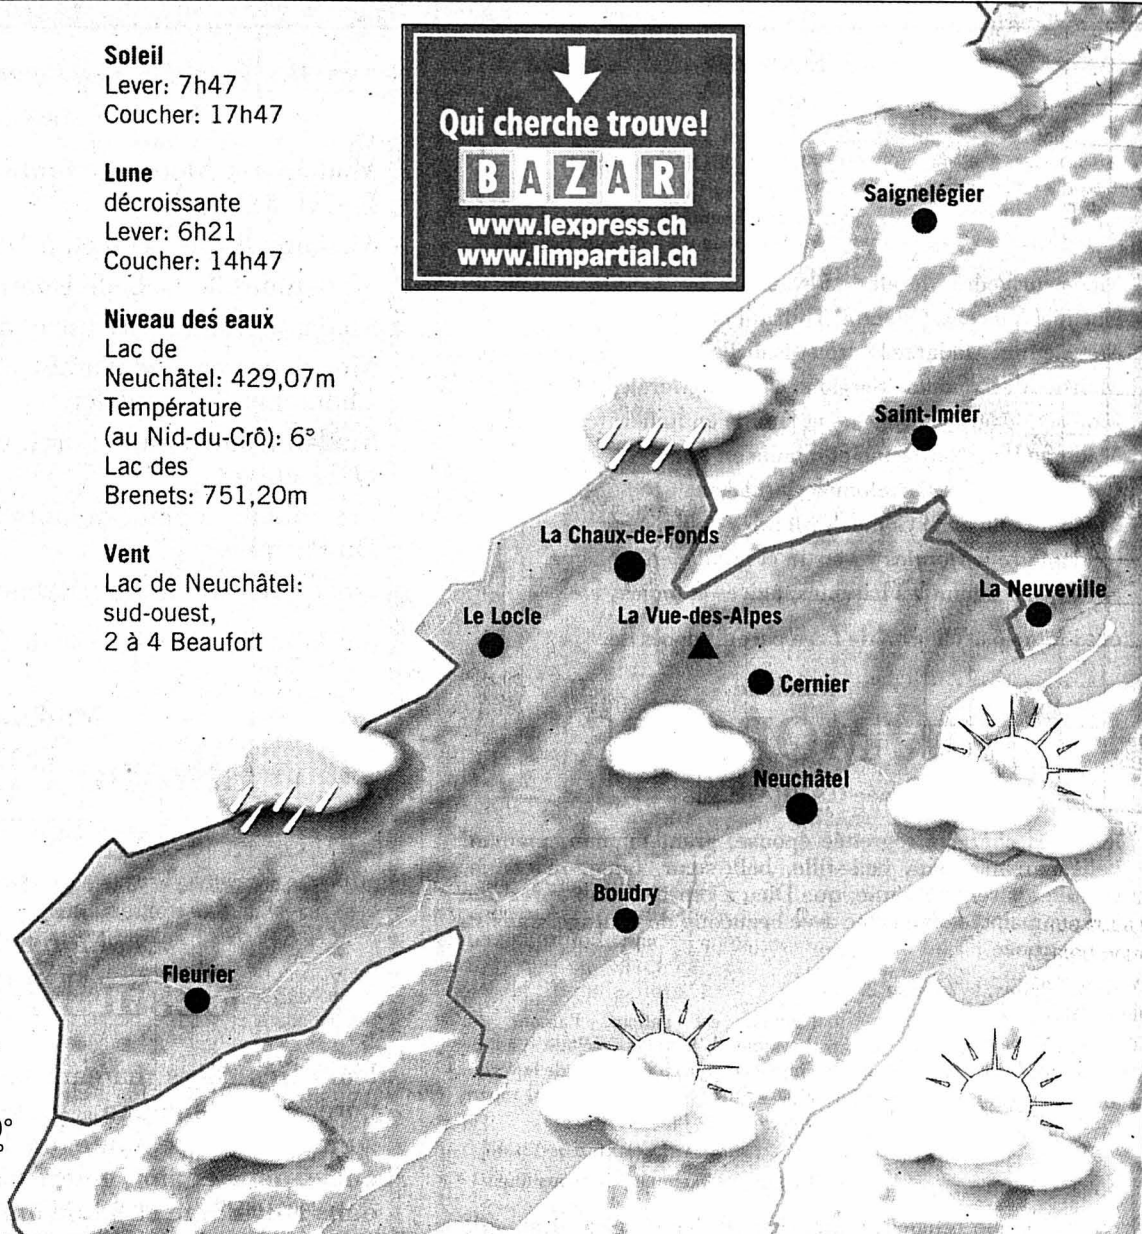 Soleil
Lever: 7h47
Coucher: 17h47
Lune
décroissante
Lever: 6h21
Coucher: 14h47
Niveau des eaux
Lac de
Neuchâtel: 429,07m
Température
(au Nid-du-Crô): 6°
Lac des
Brenets: 751,20m
Vent
Lac de Neuchâtel:
sud-ouest,
2 à 4 Beaufort
Qui cherche trouve!
BAZAR
www.lexpress.ch
www.limpartial.ch
Saignelégier
Saint-Imier
La Chaux-de-Fonds
La Neuveville
Le Locle
La Vue-des-Alpes
Cernier
Neuchâtel
Boudry
Fleurier